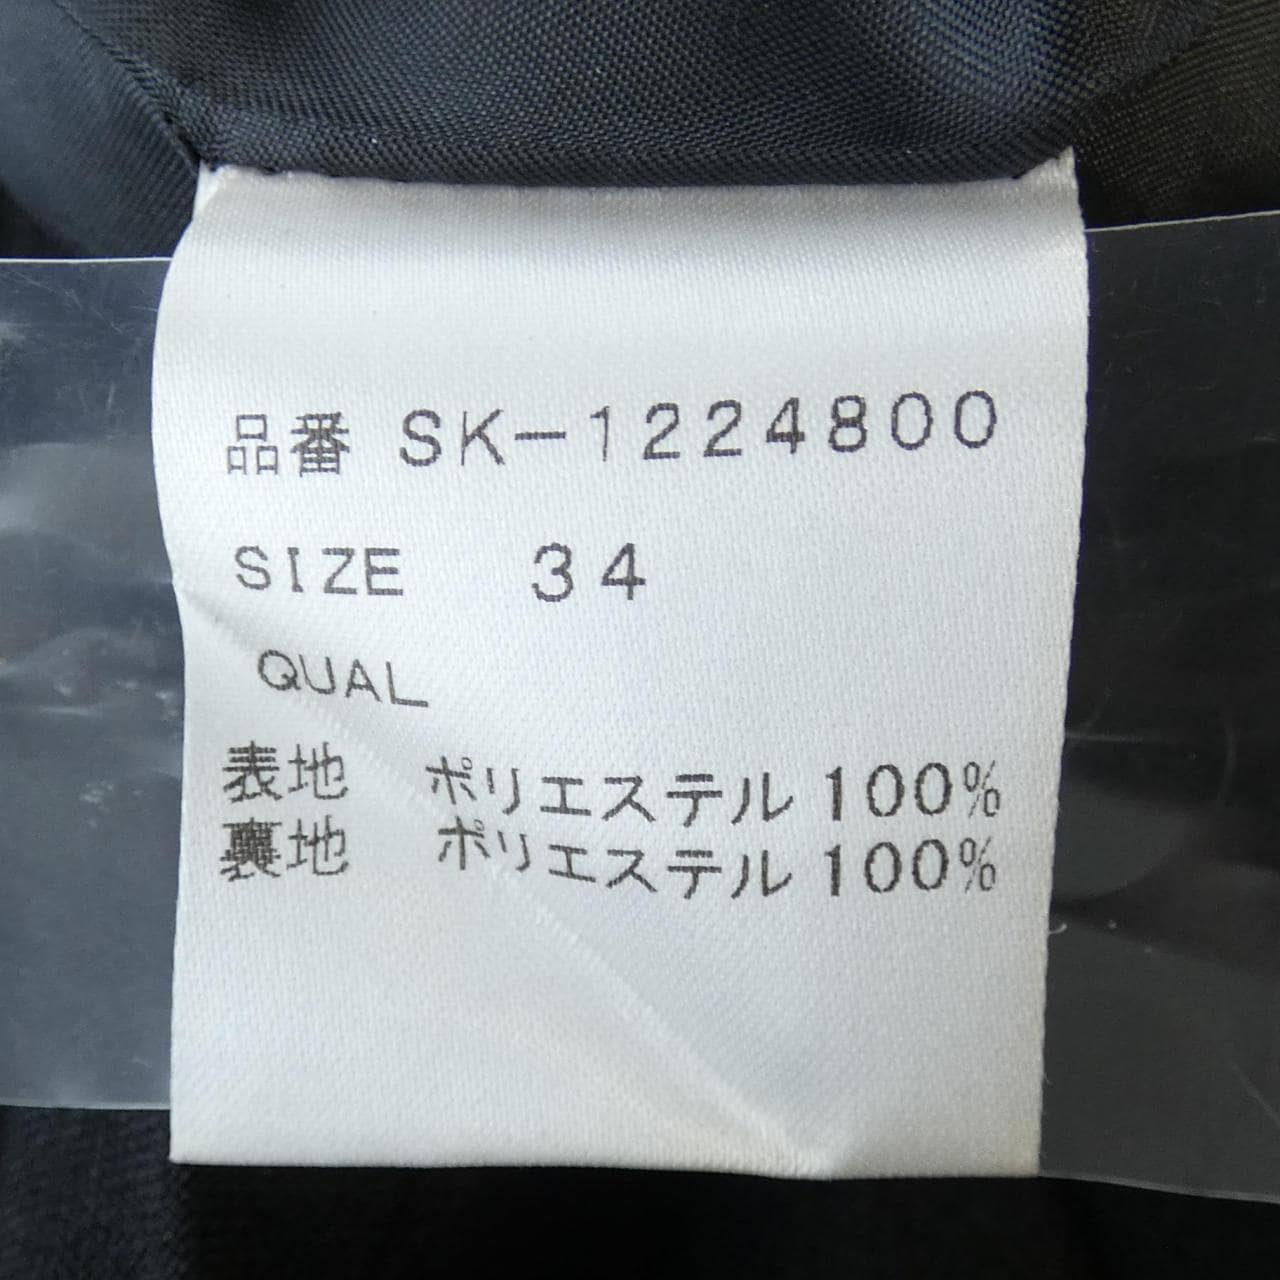 品番 SK-1224800
SIZE 34
QUAL
表地 ポリエステル100%
裏地 ポリエステル100%